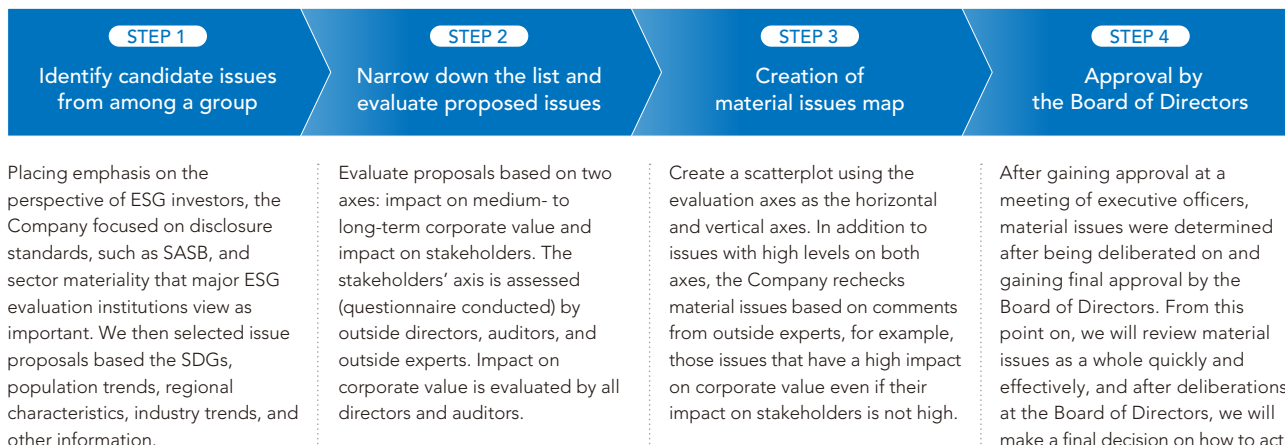 STEP 1
Identify candidate issues
from among a group
STEP 2
Narrow down the list and
evaluate proposed issues
STEP 3
Creation of
material issues map
STEP 4
Approval by
the Board of Directors
Placing emphasis on the
perspective of ESG investors, the
Company focused on disclosure
standards, such as SASB, and
sector materiality that major ESG
evaluation institutions view as
important. We then selected issue
proposals based the SDGs,
population trends, regional
characteristics, industry trends, and
other information.
Evaluate proposals based on two
axes: impact on medium- to
long-term corporate value and
impact on stakeholders. The
stakeholders’ axis is assessed
(questionnaire conducted) by
outside directors, auditors, and
outside experts. Impact on
corporate value is evaluated by all
directors and auditors.
Create a scatterplot using the
evaluation axes as the horizontal
and vertical axes. In addition to
issues with high levels on both
axes, the Company rechecks
material issues based on comments
from outside experts, for example,
those issues that have a high impact
on corporate value even if their
impact on stakeholders is not high.
After gaining approval at a
meeting of executive officers,
material issues were determined
after being deliberated on and
gaining final approval by the
Board of Directors. From this
point on, we will review material
issues as a whole quickly and
effectively, and after deliberations
at the Board of Directors, we will
make a final decision on how to act